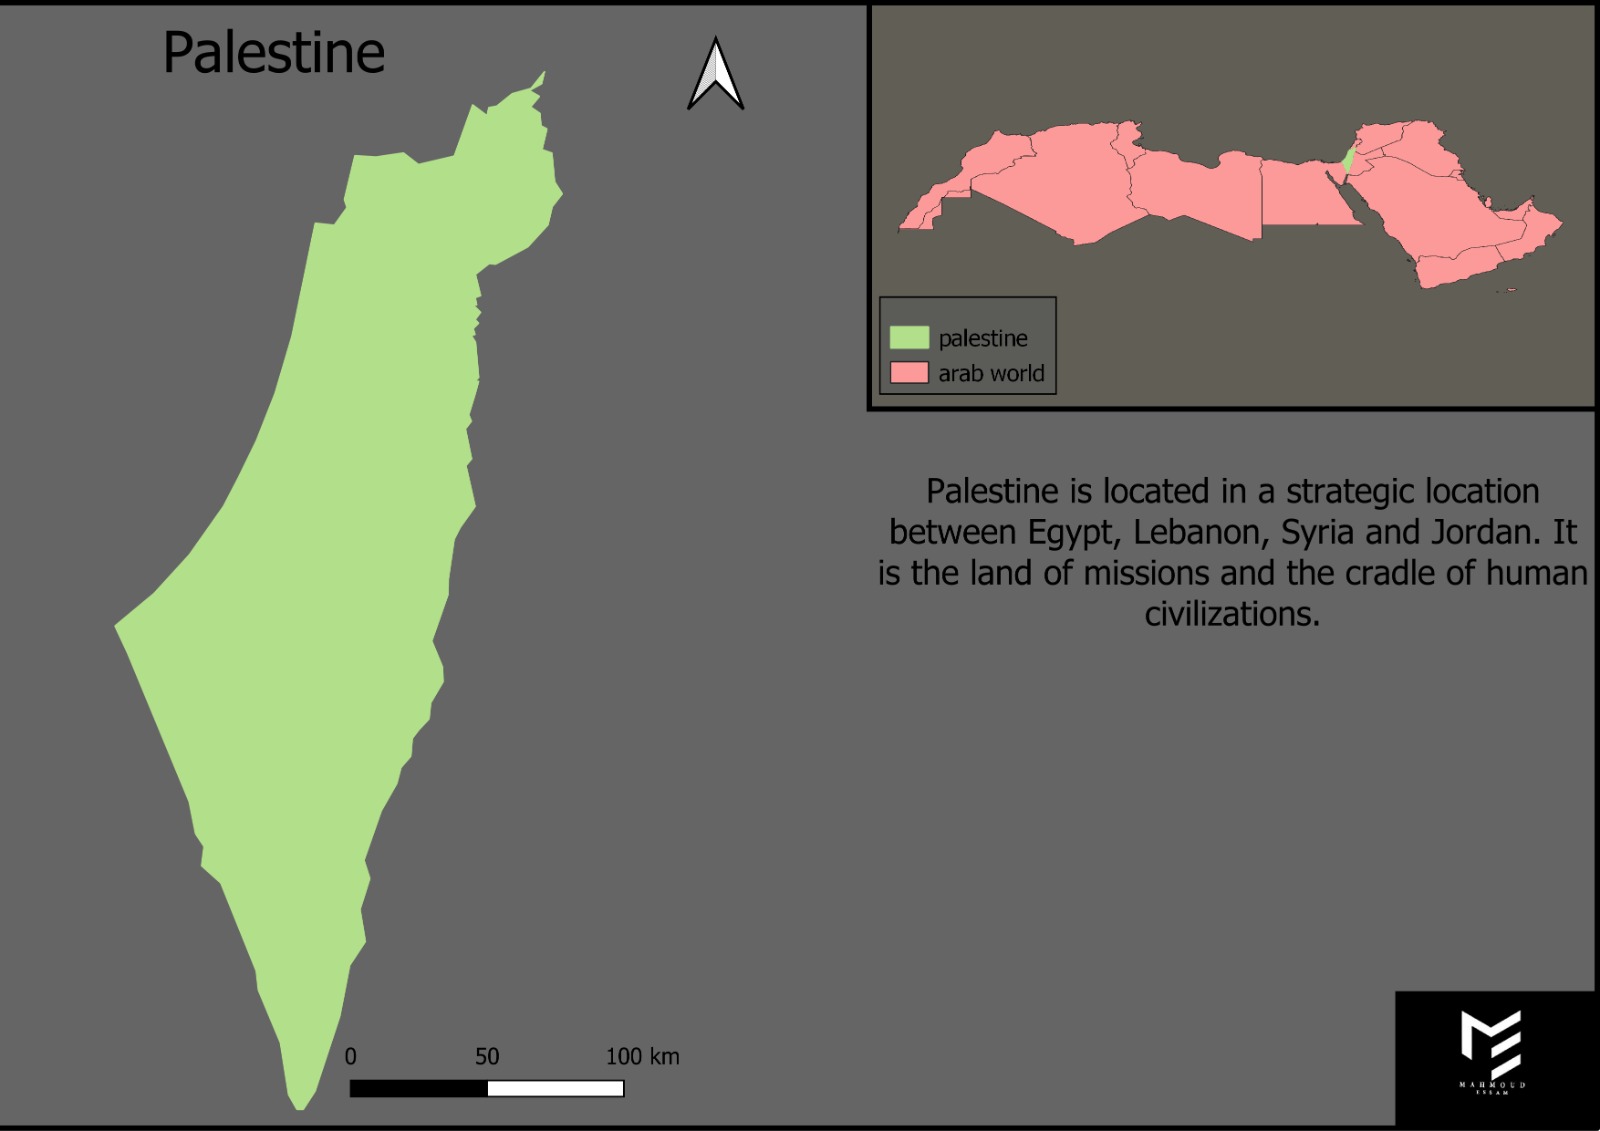 Palestine
palestine
arab world
Palestine is located in a strategic location
between Egypt, Lebanon, Syria and Jordan. It
is the land of missions and the cradle of human
civilizations.
0 50 100 km
MAHMOUD
ESSAM